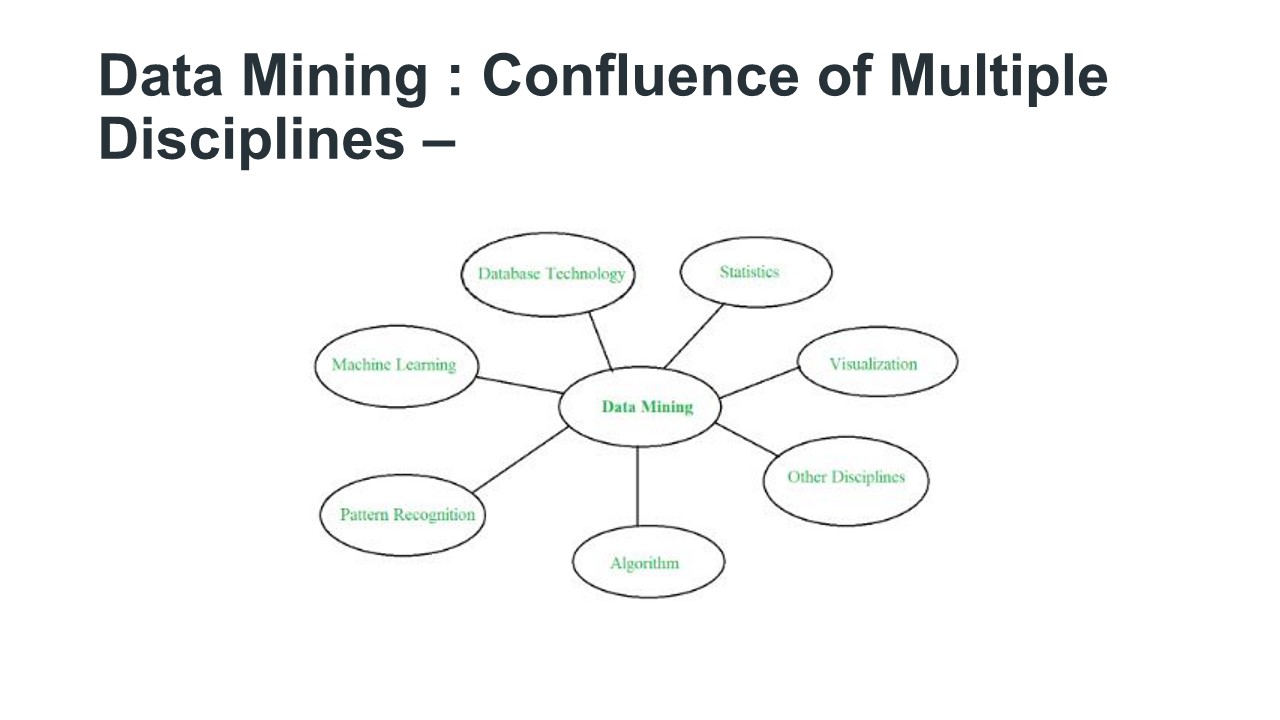 Data Mining : Confluence of Multiple
Disciplines –
Database Technology
Statistics
Machine Learning
Visualization
Data Mining
Other Disciplines
Pattern Recognition
Algorithm